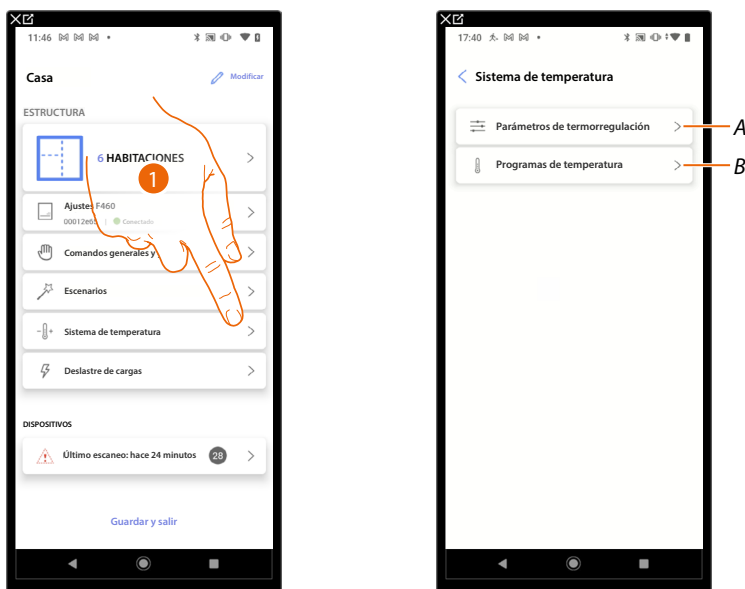 11:46
Casa
Modificar
ESTRUCTURA
6 HABITACIONES
1
Ajustes F460
00012e65 | Conectado
Comandos generales y
Escenarios
Sistema de temperatura
Deslastre de cargas
DISPOSITIVOS
Último escaneo: hace 24 minutos 28
Guardar y salir
17:40
Sistema de temperatura
Parámetros de termorregulación
A
Programas de temperatura
B